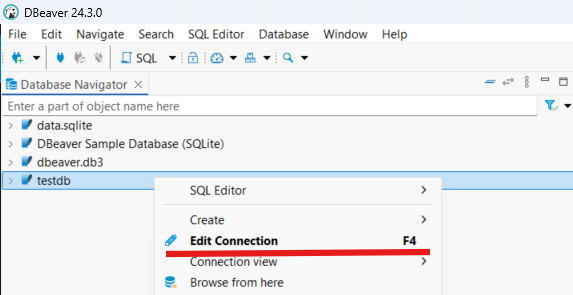 DBeaver 24.3.0
File Edit Navigate Search SQL Editor Database Window Help
SQL
Database Navigator
Enter a part of object name here
data.sqlite
DBeaver Sample Database (SQLite)
dbeaver.db3
testdb
SQL Editor
Create
Edit Connection F4
Connection view
Browse from here